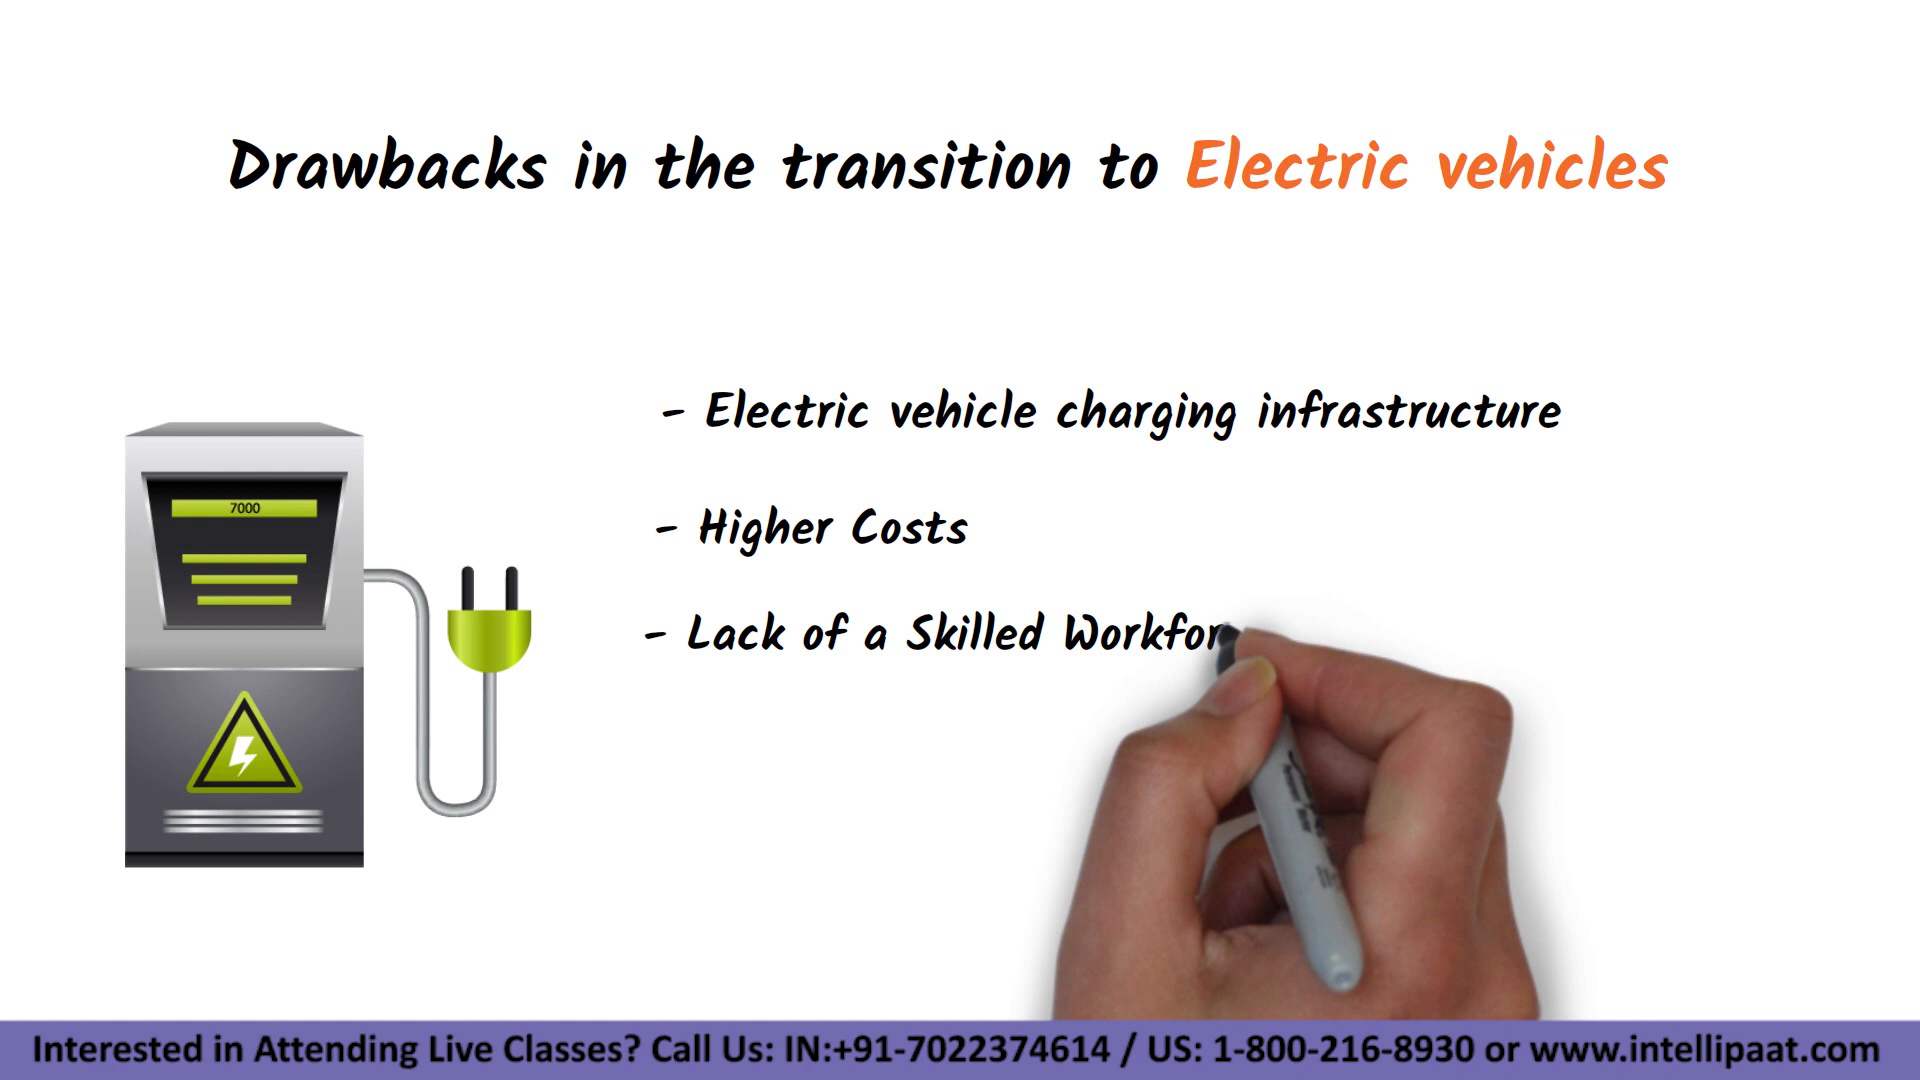 Drawbacks in the transition to Electric vehicles
- Electric vehicle charging infrastructure
7000
- Higher Costs
- Lack of a Skilled Workfor
Interested in Attending Live Classes? Call Us: IN:+91-7022374614 / US: 1-800-216-8930 or www.intellipaat.com